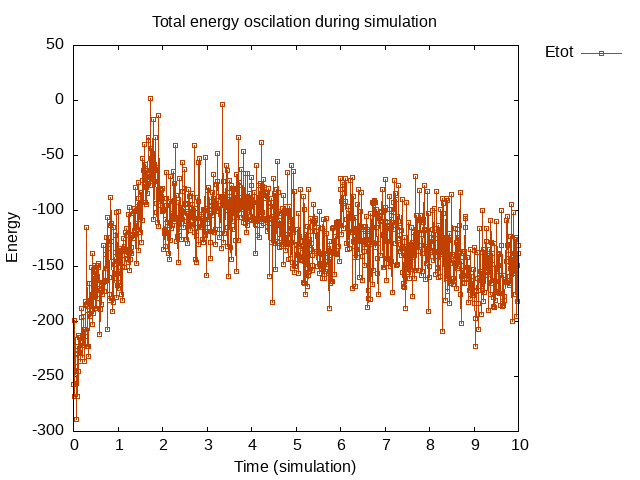 Total energy oscilation during simulation
Etot
50
0
-50
-100
-150
-200
-250
-300
Energy
0 1 2 3 4 5 6 7 8 9 10
Time (simulation)